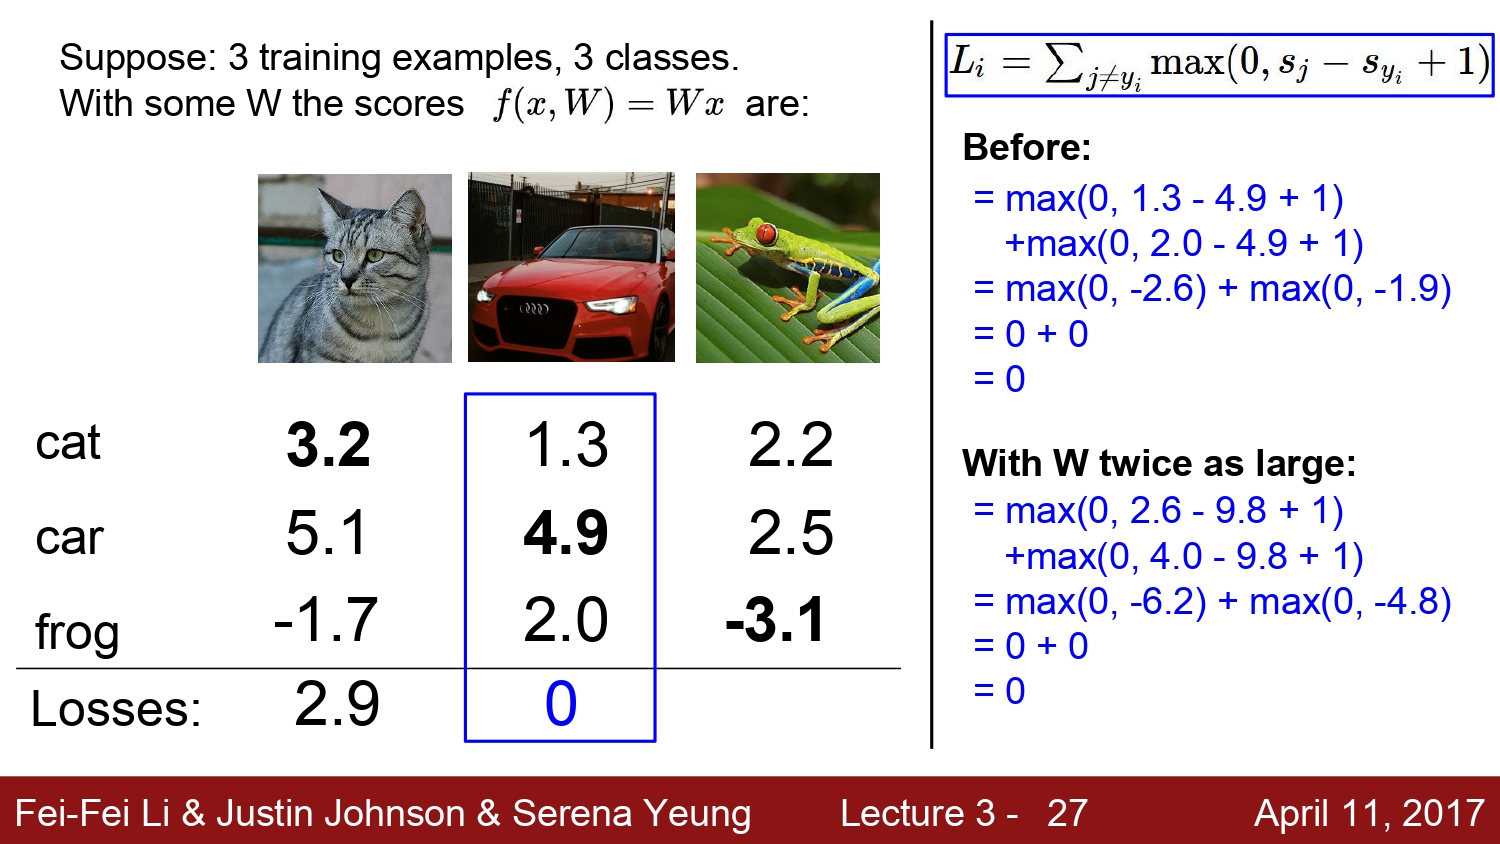 Suppose: 3 training examples, 3 classes.
With some W the scores f(x, W) = Wx are:
cat 3.2 1.3 2.2
car 5.1 4.9 2.5
frog -1.7 2.0 -3.1
Losses: 2.9 0
L_i = ∑_{j≠y_i} max(0, s_j − s_{y_i} + 1)
Before:
= max(0, 1.3 - 4.9 + 1)
+max(0, 2.0 - 4.9 + 1)
= max(0, -2.6) + max(0, -1.9)
= 0 + 0
= 0
With W twice as large:
= max(0, 2.6 - 9.8 + 1)
+max(0, 4.0 - 9.8 + 1)
= max(0, -6.2) + max(0, -4.8)
= 0 + 0
= 0
Fei-Fei Li & Justin Johnson & Serena Yeung Lecture 3 - 27 April 11, 2017